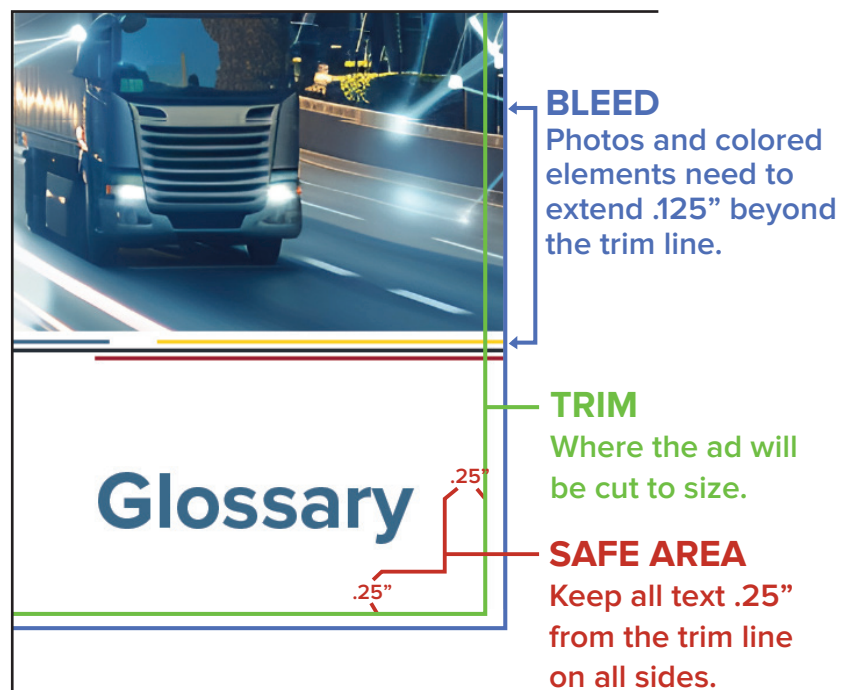 BLEED
Photos and colored
elements need to
extend .125” beyond
the trim line.
TRIM
Where the ad will
be cut to size.
Glossary
.25”
.25”
SAFE AREA
Keep all text .25”
from the trim line
on all sides.